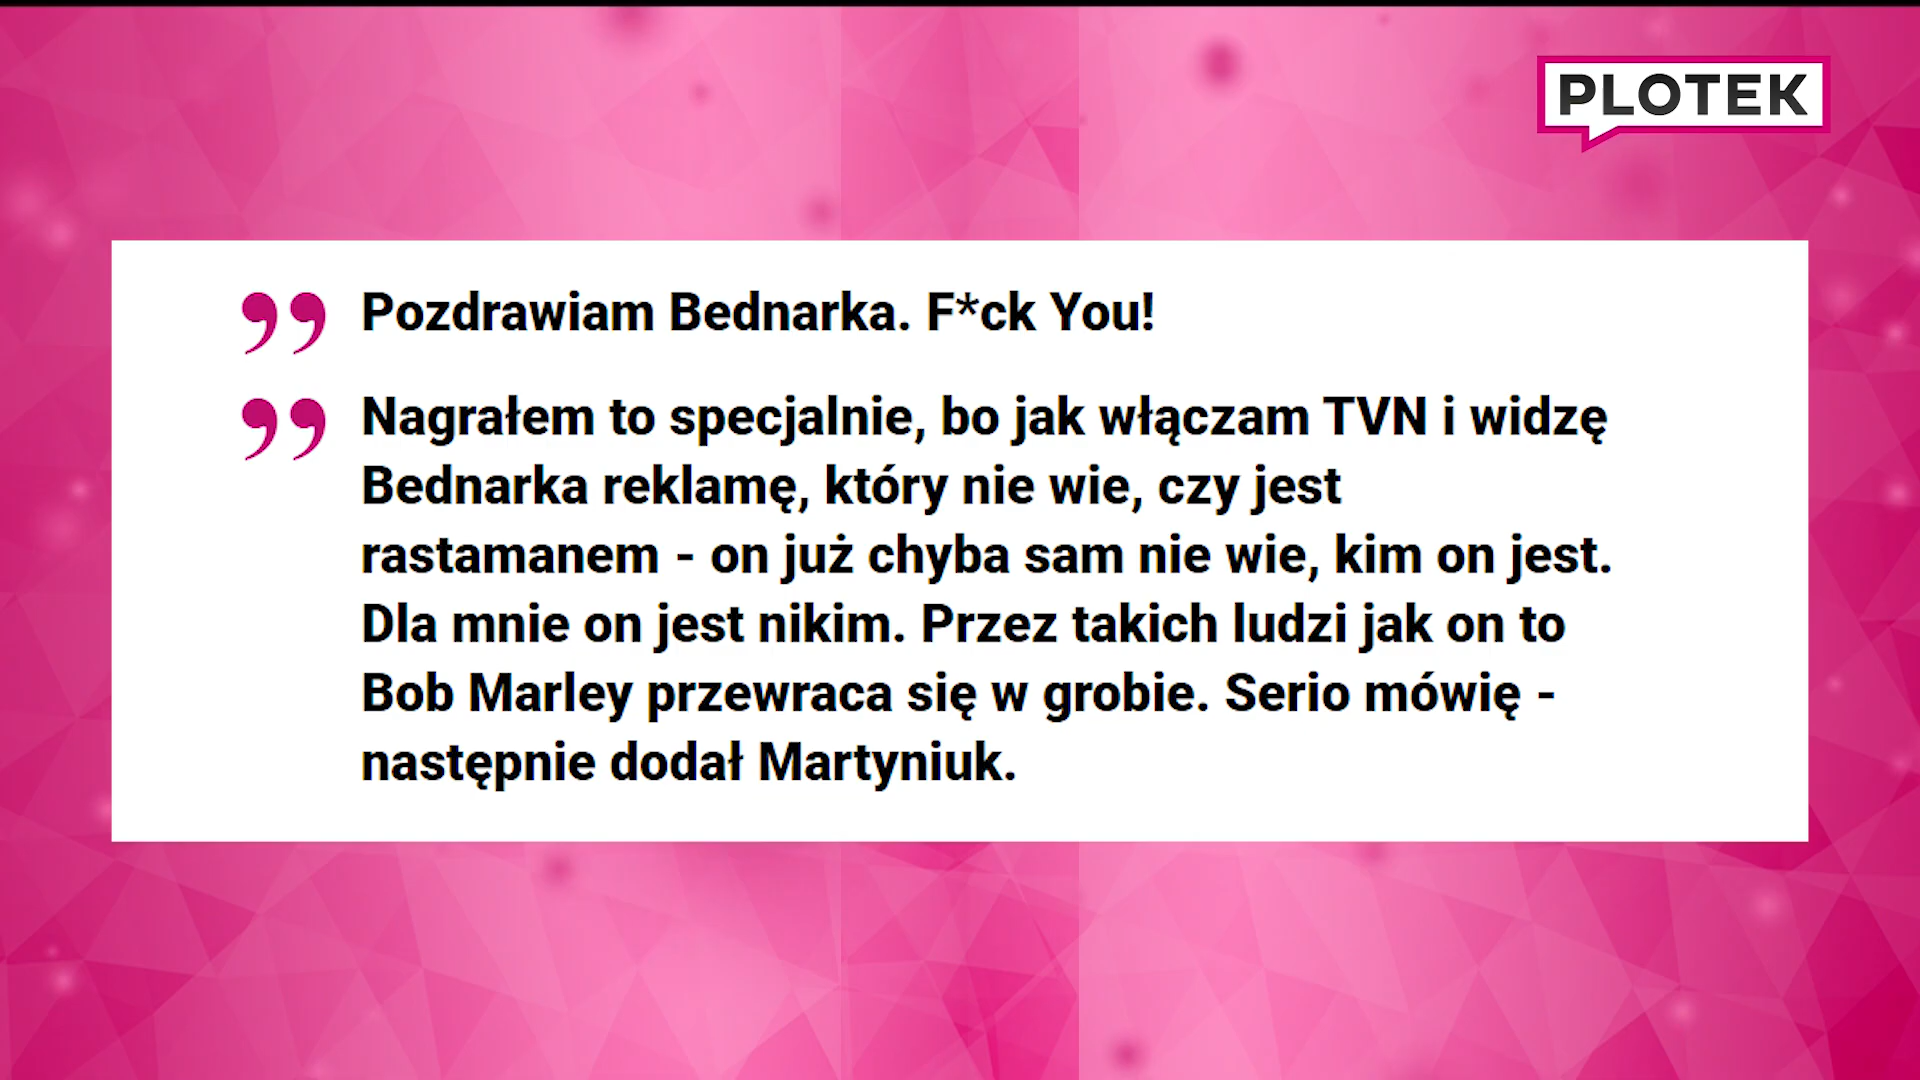 PLOTEK
Pozdrawiam Bednarka. F*ck You!
Nagrałem to specjalnie, bo jak włączam TVN i widzę
Bednarka reklamę, który nie wie, czy jest
rastamanem - on już chyba sam nie wie, kim on jest.
Dla mnie on jest nikim. Przez takich ludzi jak on to
Bob Marley przewraca się w grobie. Serio mówię -
następnie dodał Martyniuk.